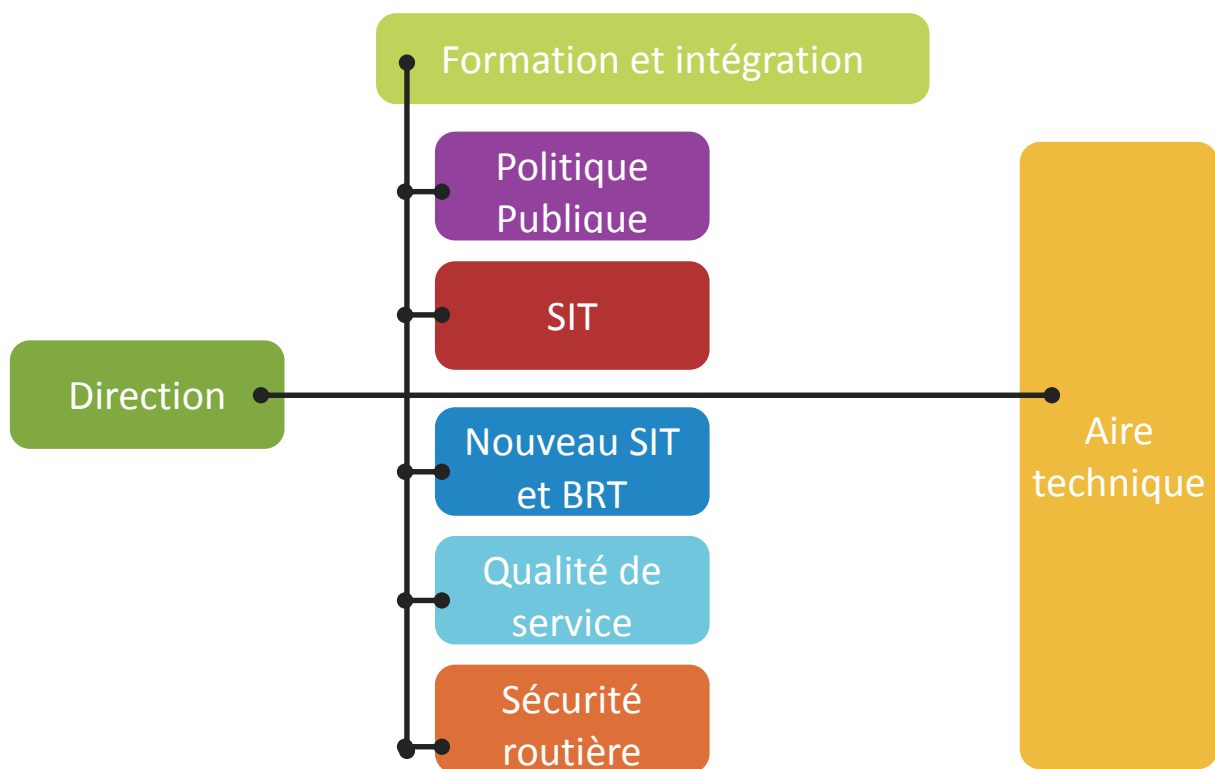 Formation et intégration
Politique
Publique
SIT
Direction
Nouveau SIT
et BRT
Aire
technique
Qualité de
service
Sécurité
routière